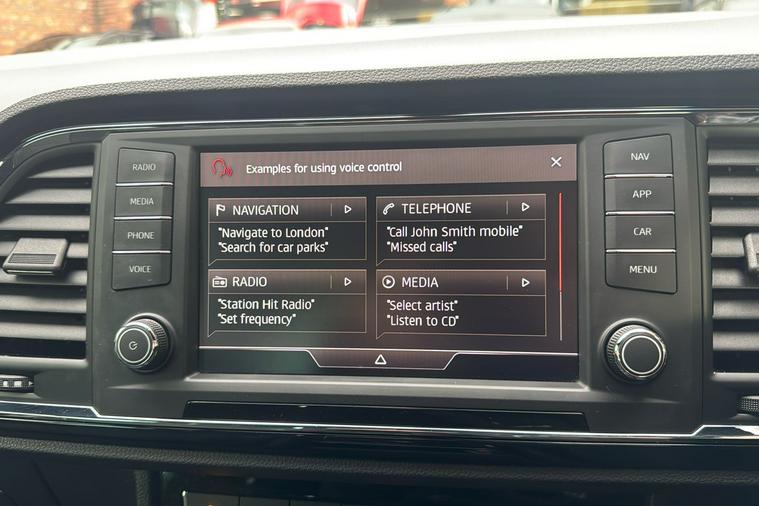 RADIO
MEDIA
PHONE
VOICE
Examples for using voice control
NAVIGATION
"Navigate to London"
"Search for car parks"
TELEPHONE
"Call John Smith mobile"
"Missed calls"
RADIO
"Station Hit Radio"
"Set frequency"
MEDIA
"Select artist"
"Listen to CD"
NAV
APP
CAR
MENU